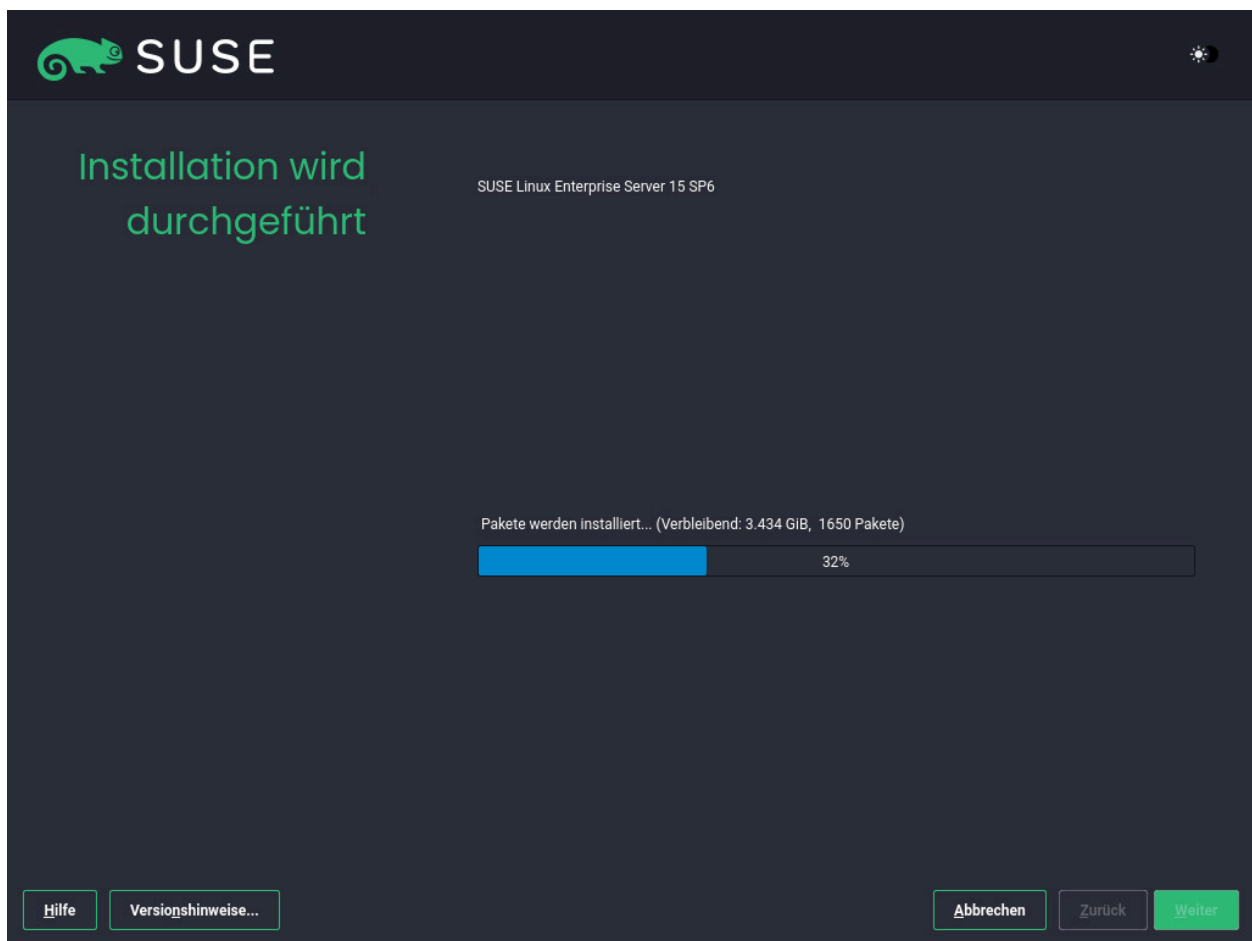 SUSE
Installation wird
durchgeführt
SUSE Linux Enterprise Server 15 SP6
Pakete werden installiert... (Verbleibend: 3.434 GiB, 1650 Pakete)
32%
Hilfe
Versionshinweise...
Abbrechen
Zurück
Weiter